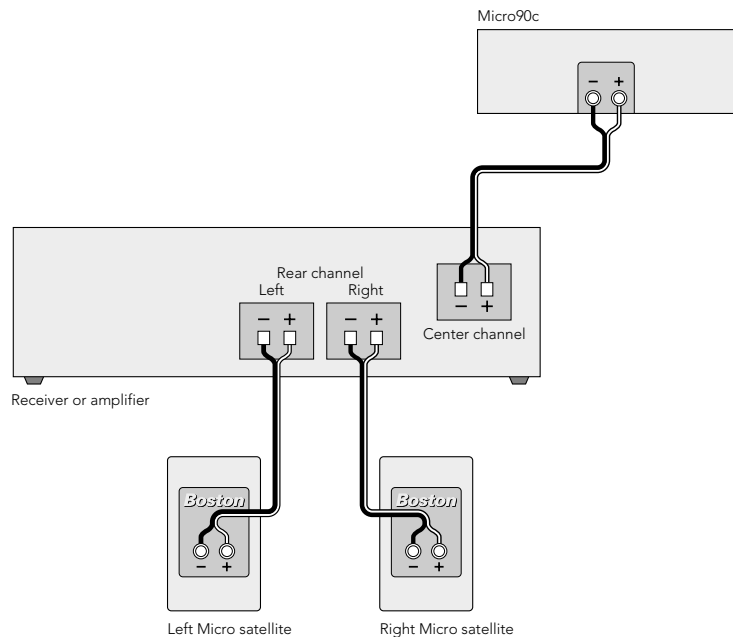 Micro90c
− +
Rear channel
Left Right
− + − +
− +
Center channel
Receiver or amplifier
Boston Boston
− + − +
Left Micro satellite Right Micro satellite